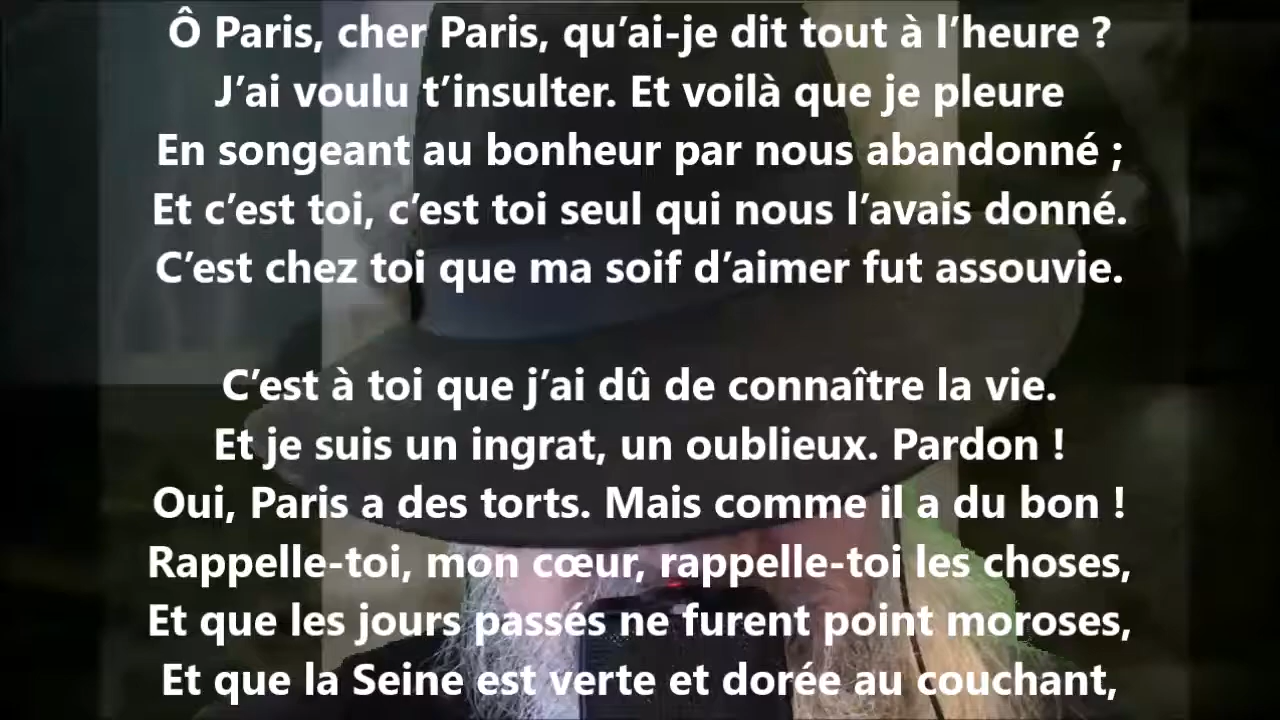 Ô Paris, cher Paris, qu’ai-je dit tout à l’heure ?
J’ai voulu t’insulter. Et voilà que je pleure
En songeant au bonheur par nous abandonné ;
Et c’est toi, c’est toi seul qui nous l’avais donné.
C’est chez toi que ma soif d’aimer fut assouvie.
C’est à toi que j’ai dû de connaître la vie.
Et je suis un ingrat, un oublieux. Pardon !
Oui, Paris a des torts. Mais comme il a du bon !
Rappelle-toi, mon cœur, rappelle-toi les choses,
Et que les jours passés ne furent point moroses,
Et que la Seine est verte et dorée au couchant,